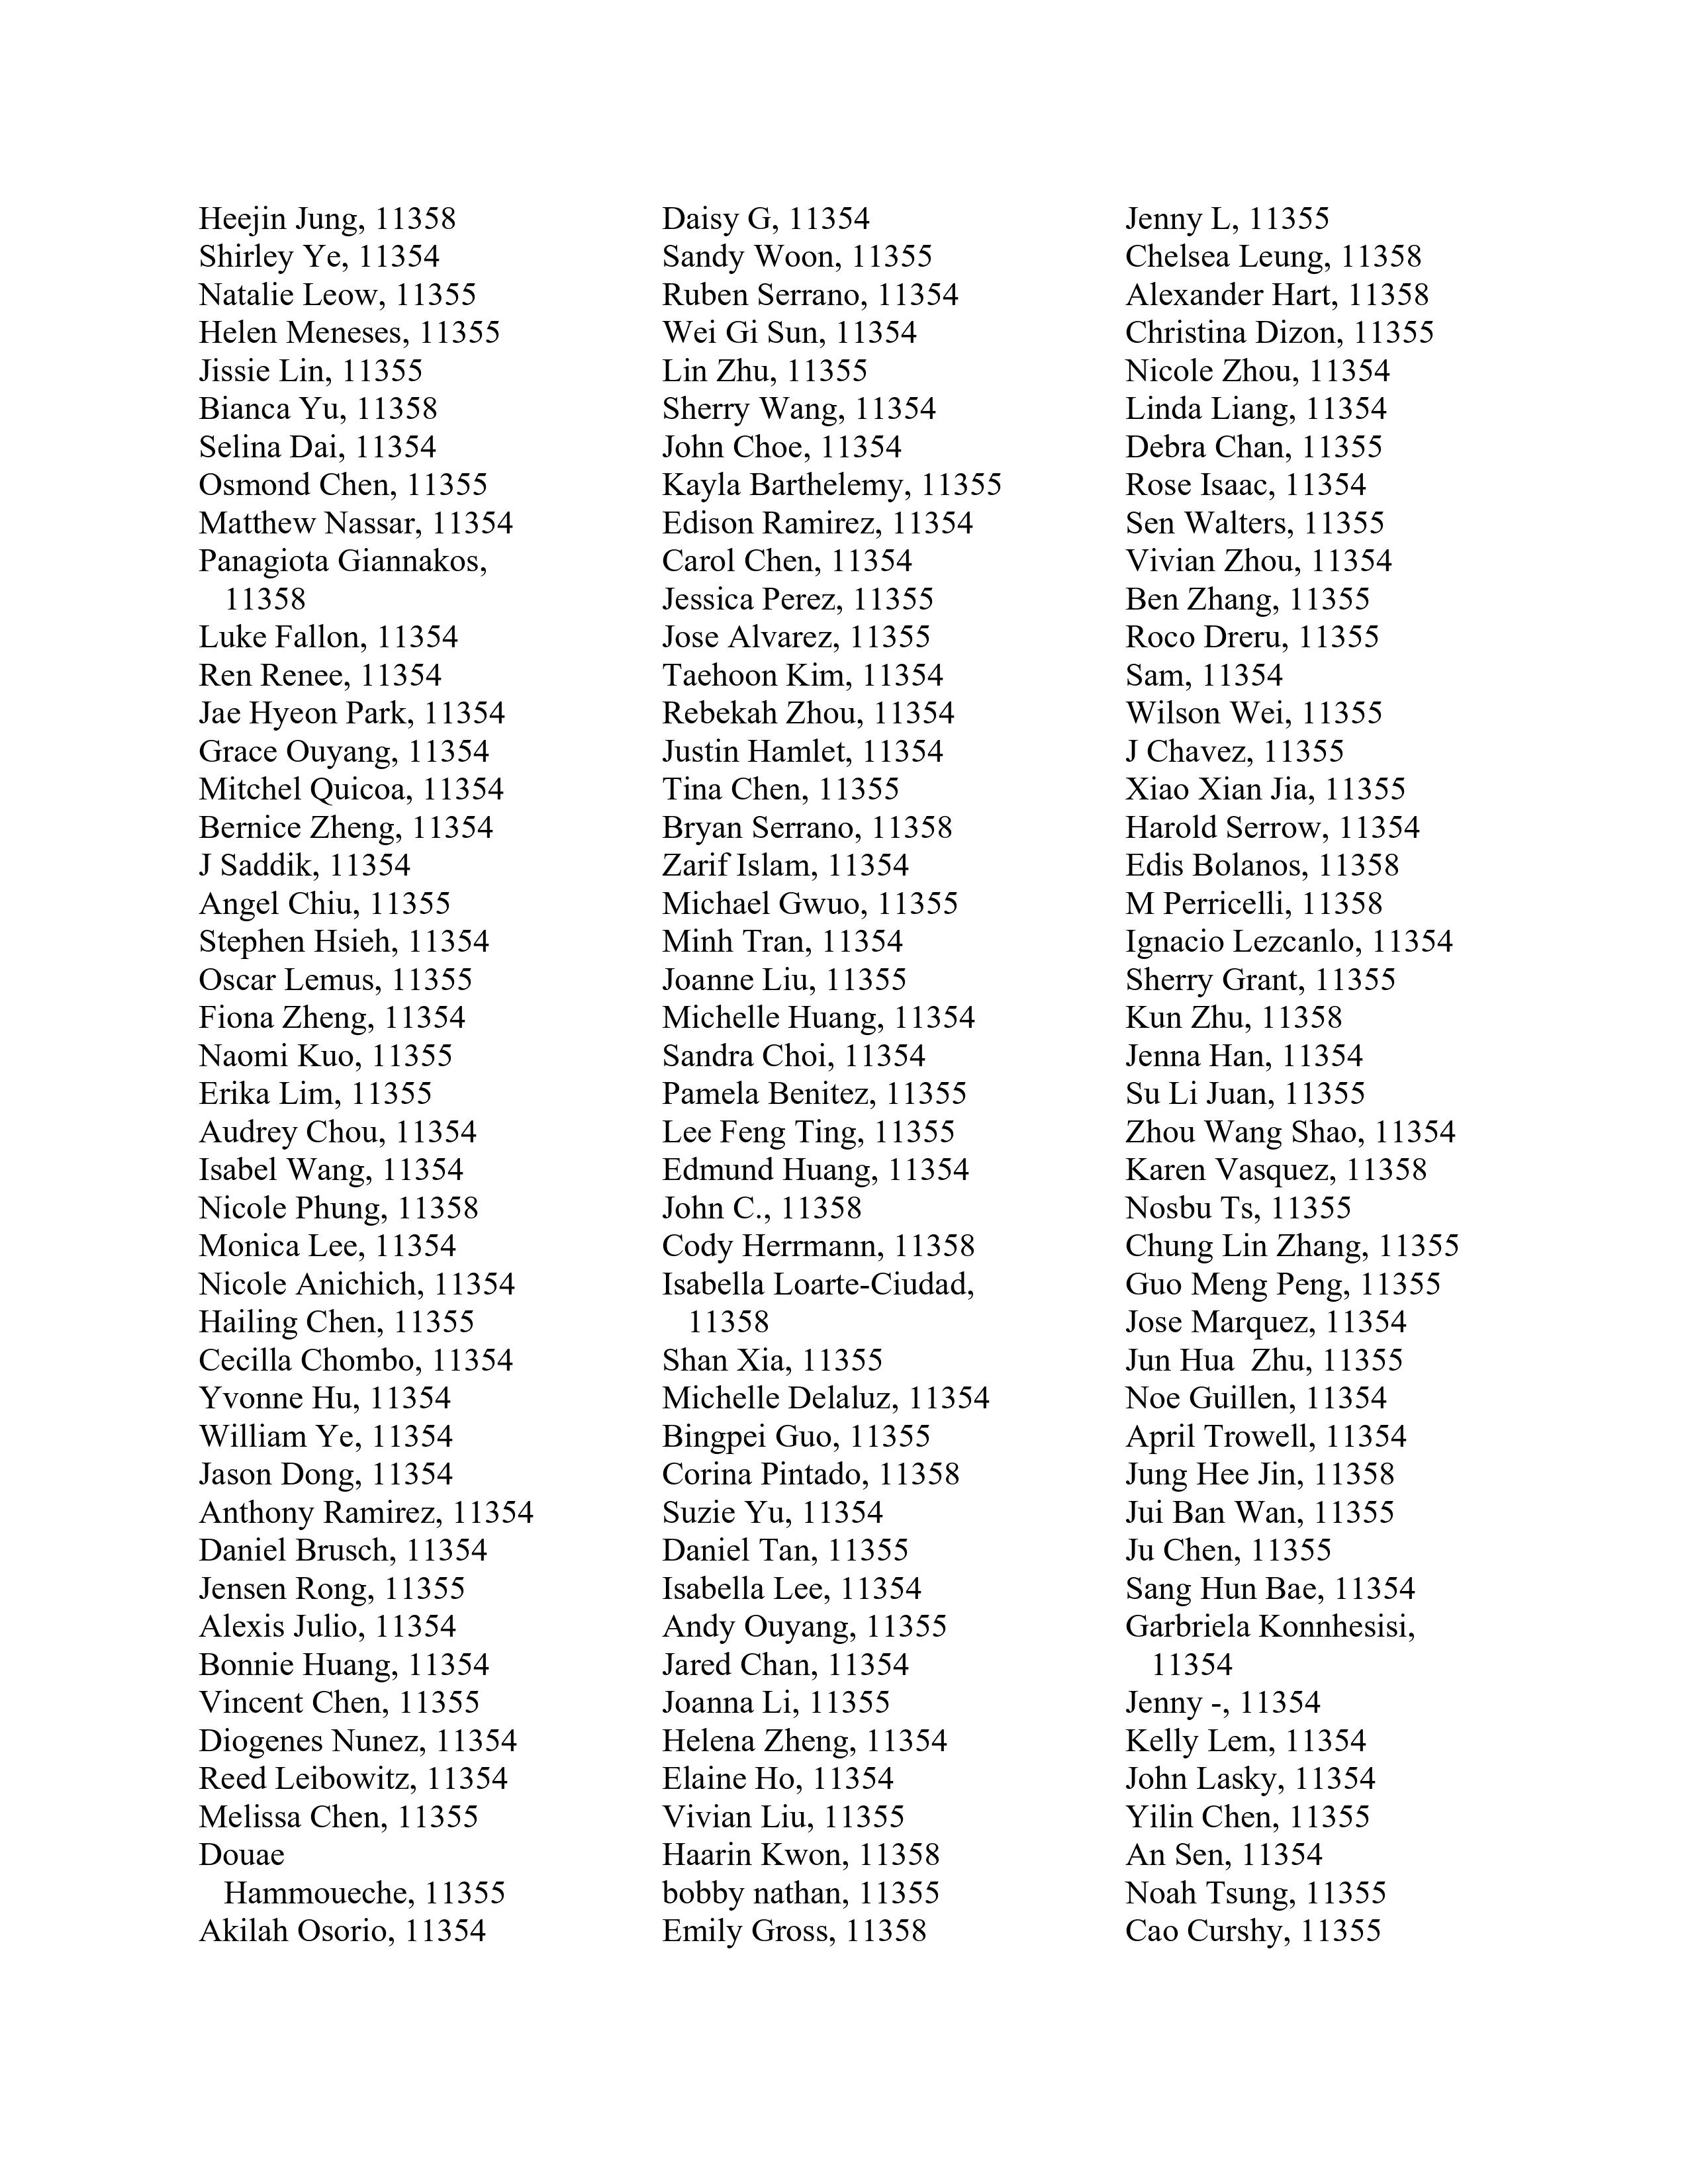 Heejin Jung, 11358
Shirley Ye, 11354
Natalie Leow, 11355
Helen Meneses, 11355
Jissie Lin, 11355
Bianca Yu, 11358
Selina Dai, 11354
Osmond Chen, 11355
Matthew Nassar, 11354
Panagiota Giannakos,
11358
Luke Fallon, 11354
Ren Renee, 11354
Jae Hyeon Park, 11354
Grace Ouyang, 11354
Mitchel Quicoa, 11354
Bernice Zheng, 11354
J Saddik, 11354
Angel Chiu, 11355
Stephen Hsieh, 11354
Oscar Lemus, 11355
Fiona Zheng, 11354
Naomi Kuo, 11355
Erika Lim, 11355
Audrey Chou, 11354
Isabel Wang, 11354
Nicole Phung, 11358
Monica Lee, 11354
Nicole Anichich, 11354
Hailing Chen, 11355
Cecilla Chombo, 11354
Yvonne Hu, 11354
William Ye, 11354
Jason Dong, 11354
Anthony Ramirez, 11354
Daniel Brusch, 11354
Jensen Rong, 11355
Alexis Julio, 11354
Bonnie Huang, 11354
Vincent Chen, 11355
Diogenes Nunez, 11354
Reed Leibowitz, 11354
Melissa Chen, 11355
Douae
Hammoueche, 11355
Akilah Osorio, 11354
Daisy G, 11354
Sandy Woon, 11355
Ruben Serrano, 11354
Wei Gi Sun, 11354
Lin Zhu, 11355
Sherry Wang, 11354
John Choe, 11354
Kayla Barthelemy, 11355
Edison Ramirez, 11354
Carol Chen, 11354
Jessica Perez, 11355
Jose Alvarez, 11355
Taehoon Kim, 11354
Rebekah Zhou, 11354
Justin Hamlet, 11354
Tina Chen, 11355
Bryan Serrano, 11358
Zarif Islam, 11354
Michael Gwuo, 11355
Minh Tran, 11354
Joanne Liu, 11355
Michelle Huang, 11354
Sandra Choi, 11354
Pamela Benitez, 11355
Lee Feng Ting, 11355
Edmund Huang, 11354
John C., 11358
Cody Herrmann, 11358
Isabella Loarte-Ciudad,
11358
Shan Xia, 11355
Michelle Delaluz, 11354
Bingpei Guo, 11355
Corina Pintado, 11358
Suzie Yu, 11354
Daniel Tan, 11355
Isabella Lee, 11354
Andy Ouyang, 11355
Jared Chan, 11354
Joanna Li, 11355
Helena Zheng, 11354
Elaine Ho, 11354
Vivian Liu, 11355
Haarin Kwon, 11358
bobby nathan, 11355
Emily Gross, 11358
Jenny L, 11355
Chelsea Leung, 11358
Alexander Hart, 11358
Christina Dizon, 11355
Nicole Zhou, 11354
Linda Liang, 11354
Debra Chan, 11355
Rose Isaac, 11354
Sen Walters, 11355
Vivian Zhou, 11354
Ben Zhang, 11355
Roco Dreru, 11355
Sam, 11354
Wilson Wei, 11355
J Chavez, 11355
Xiao Xian Jia, 11355
Harold Serrow, 11354
Edis Bolanos, 11358
M Perricelli, 11358
Ignacio Lezcanlo, 11354
Sherry Grant, 11355
Kun Zhu, 11358
Jenna Han, 11354
Su Li Juan, 11355
Zhou Wang Shao, 11354
Karen Vasquez, 11358
Nosbu Ts, 11355
Chung Lin Zhang, 11355
Guo Meng Peng, 11355
Jose Marquez, 11354
Jun Hua  Zhu, 11355
Noe Guillen, 11354
April Trowell, 11354
Jung Hee Jin, 11358
Jui Ban Wan, 11355
Ju Chen, 11355
Sang Hun Bae, 11354
Garbriela Konnhesisi,
11354
Jenny -, 11354
Kelly Lem, 11354
John Lasky, 11354
Yilin Chen, 11355
An Sen, 11354
Noah Tsung, 11355
Cao Curshy, 11355